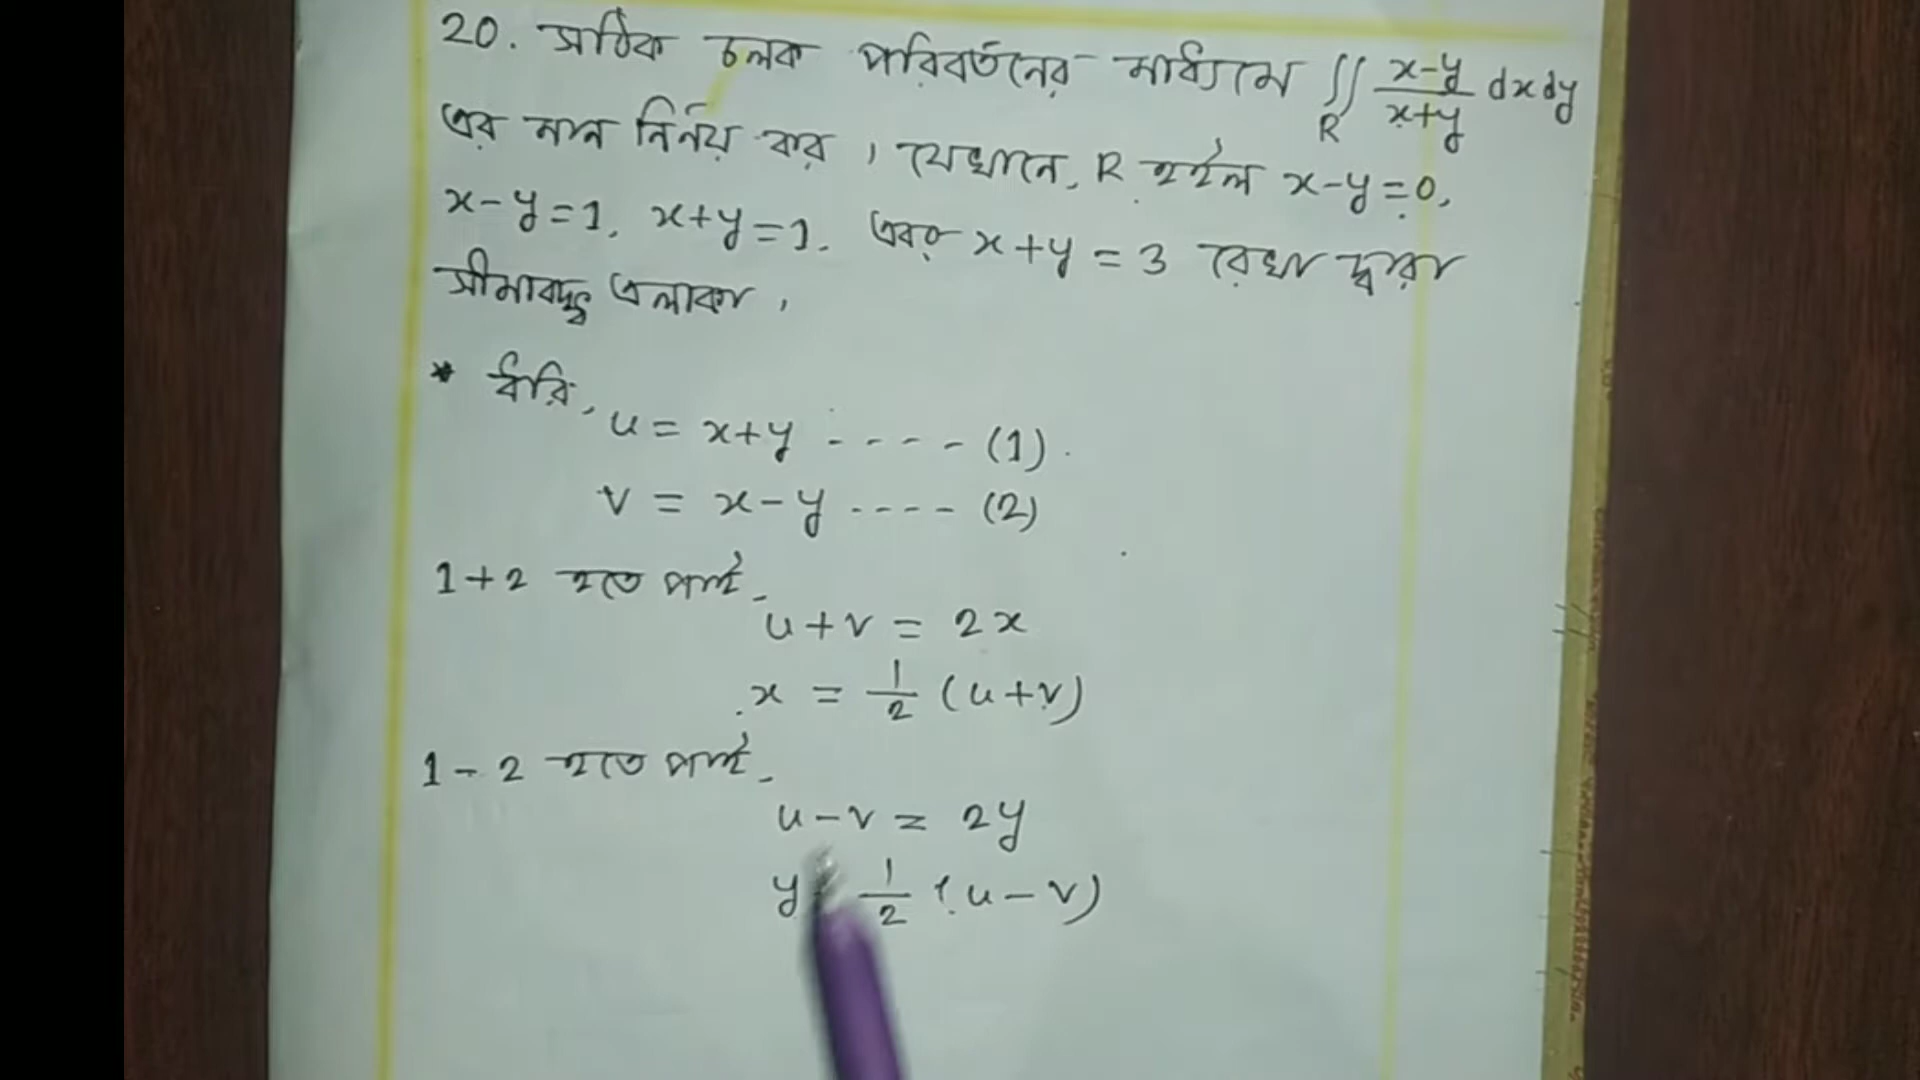 20. সঠিক চলক পরিবর্তনের মাধ্যমে ∬_R (x-y)/(x+y) dxdy
এর মান নির্নয় কর, যেখানে, R হইল x-y=0,
x-y=1, x+y=1, এবং x+y=3 রেখা দ্বারা
সীমাবদ্ধ এলাকা,
* ধরি,
u = x+y ---- (1)
v = x-y ---- (2)
1+2 হতে পাই,
u+v = 2x
x = 1/2 (u+v)
1-2 হতে পাই,
u-v = 2y
y = 1/2 (u-v)